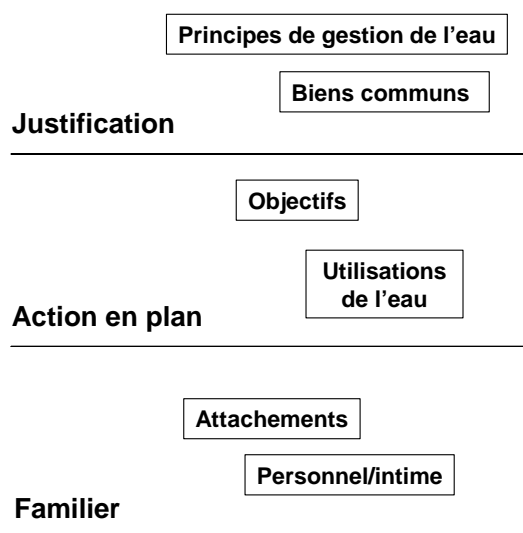 Principes de gestion de l'eau
Biens communs
Justification
Objectifs
Utilisations
de l'eau
Action en plan
Attachements
Personnel/intime
Familier